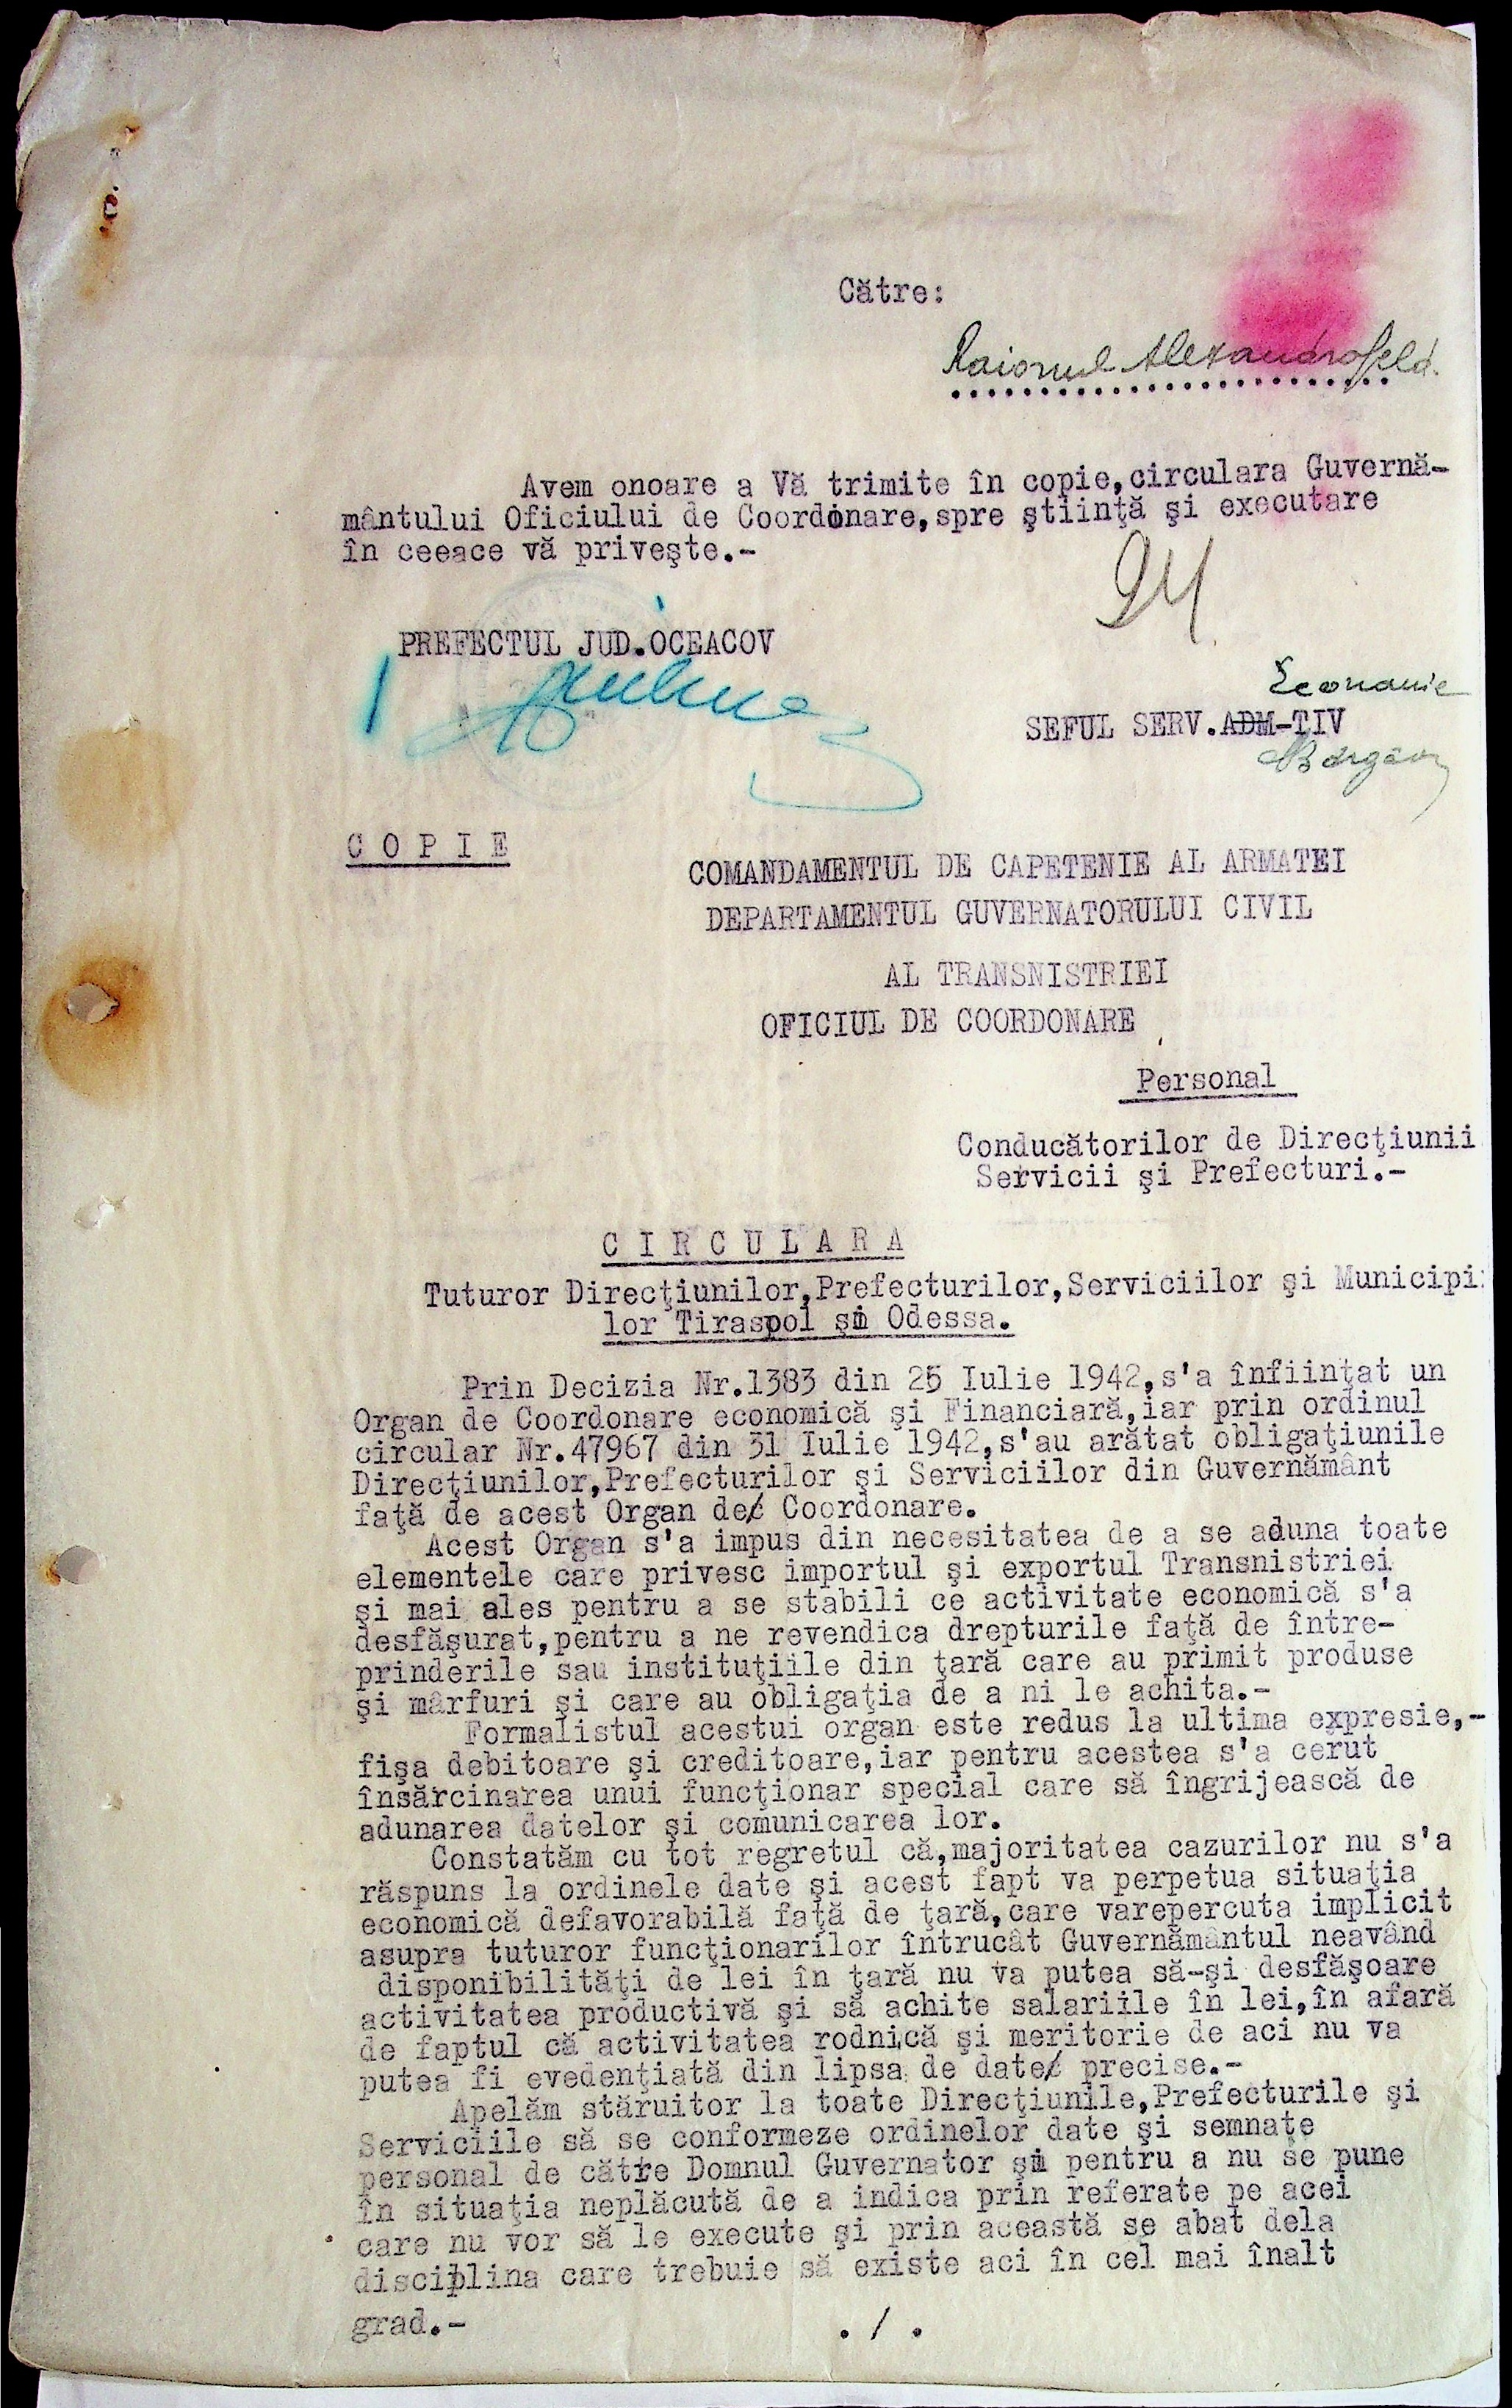 Către:
Raionul Alexandrofeld.
Avem onoare a Vă trimite în copie,circulara Guvernă-
mântului Oficiului de Coordonare,spre ştiinţă şi executare
în ceeace vă priveşte.-
PREFECTUL JUD.OCEACOV
Economic
SEFUL SERV.ADM-TIV
C O P I E
COMANDAMENTUL DE CAPETENIE AL ARMATEI
DEPARTAMENTUL GUVERNATORULUI CIVIL
AL TRANSNISTRIEI
OFICIUL DE COORDONARE
Personal
Conducătorilor de Direcţiunii
Servicii şi Prefecturi.-
C I R C U L A R A
Tuturor Direcţiunilor,Prefecturilor,Serviciilor şi Municipii
lor Tiraspol şi Odessa.
Prin Decizia Nr.1383 din 25 Iulie 1942,s'a înfiinţat un
Organ de Coordonare economică şi Financiară,iar prin ordinul
circular Nr.47967 din 31 Iulie 1942,s'au arătat obligaţiunile
Direcţiunilor,Prefecturilor şi Serviciilor din Guvernământ
faţă de acest Organ de Coordonare.
Acest Organ s'a impus din necesitatea de a se aduna toate
elementele care privesc importul şi exportul Transnistriei
şi mai ales pentru a se stabili ce activitate economică s'a
desfăşurat,pentru a ne revendica drepturile faţă de între-
prinderile sau instituţiile din ţară care au primit produse
şi mărfuri şi care au obligaţia de a ni le achita.-
Formalistul acestui organ este redus la ultima expresie,-
fişa debitoare şi creditoare,iar pentru acestea s'a cerut
însărcinarea unui funcţionar special care să îngrijească de
adunarea datelor şi comunicarea lor.
Constatăm cu tot regretul că,majoritatea cazurilor nu s'a
răspuns la ordinele date şi acest fapt va perpetua situaţia
economică defavorabilă faţă de ţară,care varepercuta implicit
asupra tuturor funcţionarilor întrucât Guvernământul neavând
disponibilităţi de lei în ţară nu va putea să-şi desfăşoare
activitatea productivă şi să achite salariile în lei,în afară
de faptul că activitatea rodnică şi meritorie de aci nu va
putea fi evedenţiată din lipsa de date precise.-
Apelăm stăruitor la toate Direcţiunile,Prefecturile şi
Serviciile să se conformeze ordinelor date şi semnate
personal de către Domnul Guvernator şi pentru a nu se pune
în situaţia neplăcută de a indica prin referate pe acei
care nu vor să le execute şi prin această se abat dela
disciplina care trebuie să existe aci în cel mai înalt
grad.-
./.